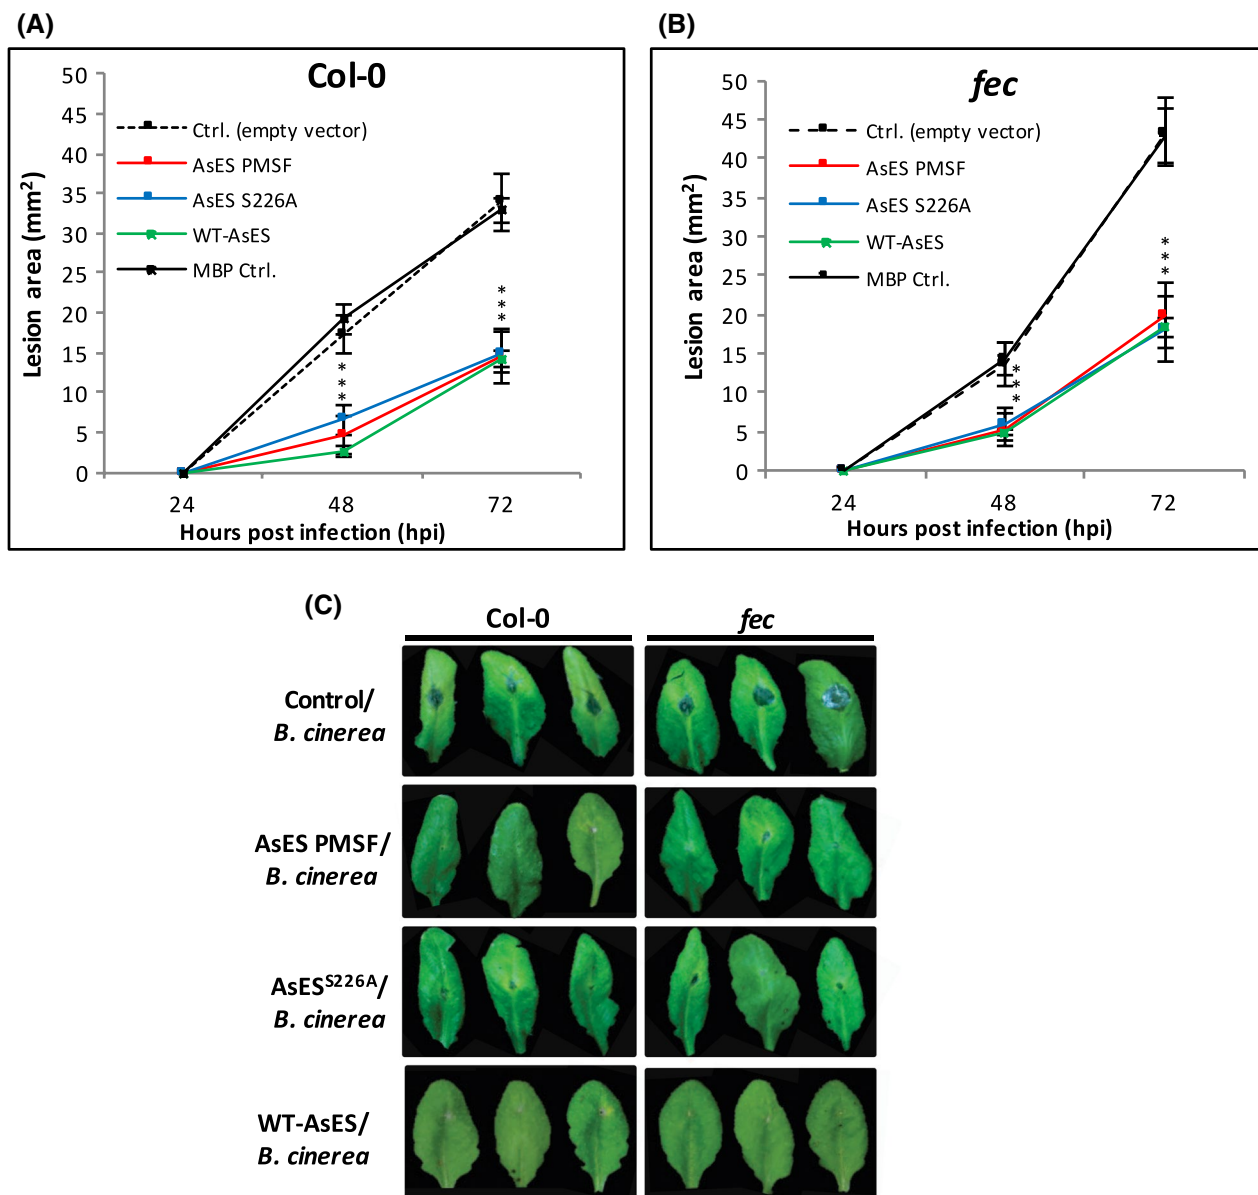 (A)
Col-0
50
45
40
35
30
25
20
15
10
5
0
Lesion area (mm²)
Ctrl. (empty vector)
AsES PMSF
AsES S226A
WT-AsES
MBP Ctrl.
***
***
24
48
72
Hours post infection (hpi)
(B)
fec
50
45
40
35
30
25
20
15
10
5
0
Lesion area (mm²)
Ctrl. (empty vector)
AsES PMSF
AsES S226A
WT-AsES
MBP Ctrl.
***
***
24
48
72
Hours post infection (hpi)
(C)
Col-0
fec
Control/
B. cinerea
AsES PMSF/
B. cinerea
AsES^S226A/
B. cinerea
WT-AsES/
B. cinerea